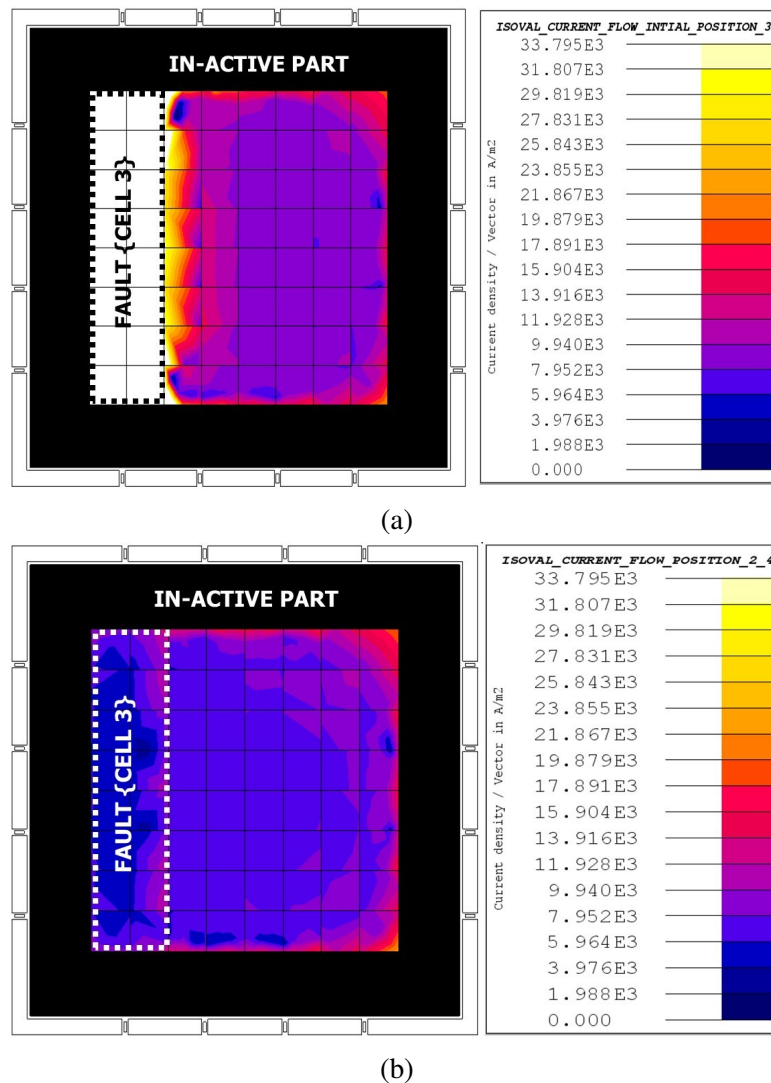 ISOVAL_CURRENT_FLOW_INTIAL_POSITION_3
IN-ACTIVE PART
FAULT {CELL 3}
Current density / Vector in A/m2
33.795E3
31.807E3
29.819E3
27.831E3
25.843E3
23.855E3
21.867E3
19.879E3
17.891E3
15.904E3
13.916E3
11.928E3
9.940E3
7.952E3
5.964E3
3.976E3
1.988E3
0.000
(a)
ISOVAL_CURRENT_FLOW_POSITION_2_4
IN-ACTIVE PART
FAULT {CELL 3}
Current density / Vector in A/m2
33.795E3
31.807E3
29.819E3
27.831E3
25.843E3
23.855E3
21.867E3
19.879E3
17.891E3
15.904E3
13.916E3
11.928E3
9.940E3
7.952E3
5.964E3
3.976E3
1.988E3
0.000
(b)